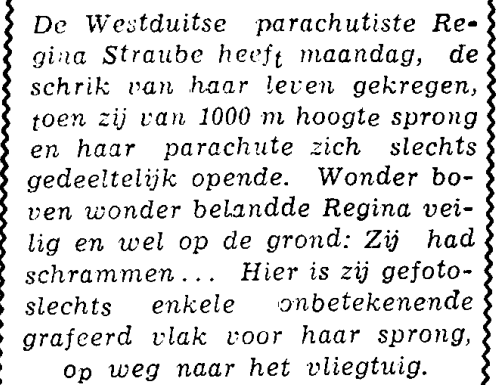 De Westduitse parachutiste Re-
gina Straube heeft maandag, de
schrik van haar leven gekregen,
toen zij van 1000 m hoogte sprong
en haar parachute zich slechts
gedeeltelijk opende. Wonder bo-
ven wonder belandde Regina vei-
lig en wel op de grond: Zij had
schrammen... Hier is zij gefoto-
slechts enkele onbetekenende
grafeerd vlak voor haar sprong,
op weg naar het vliegtuig.